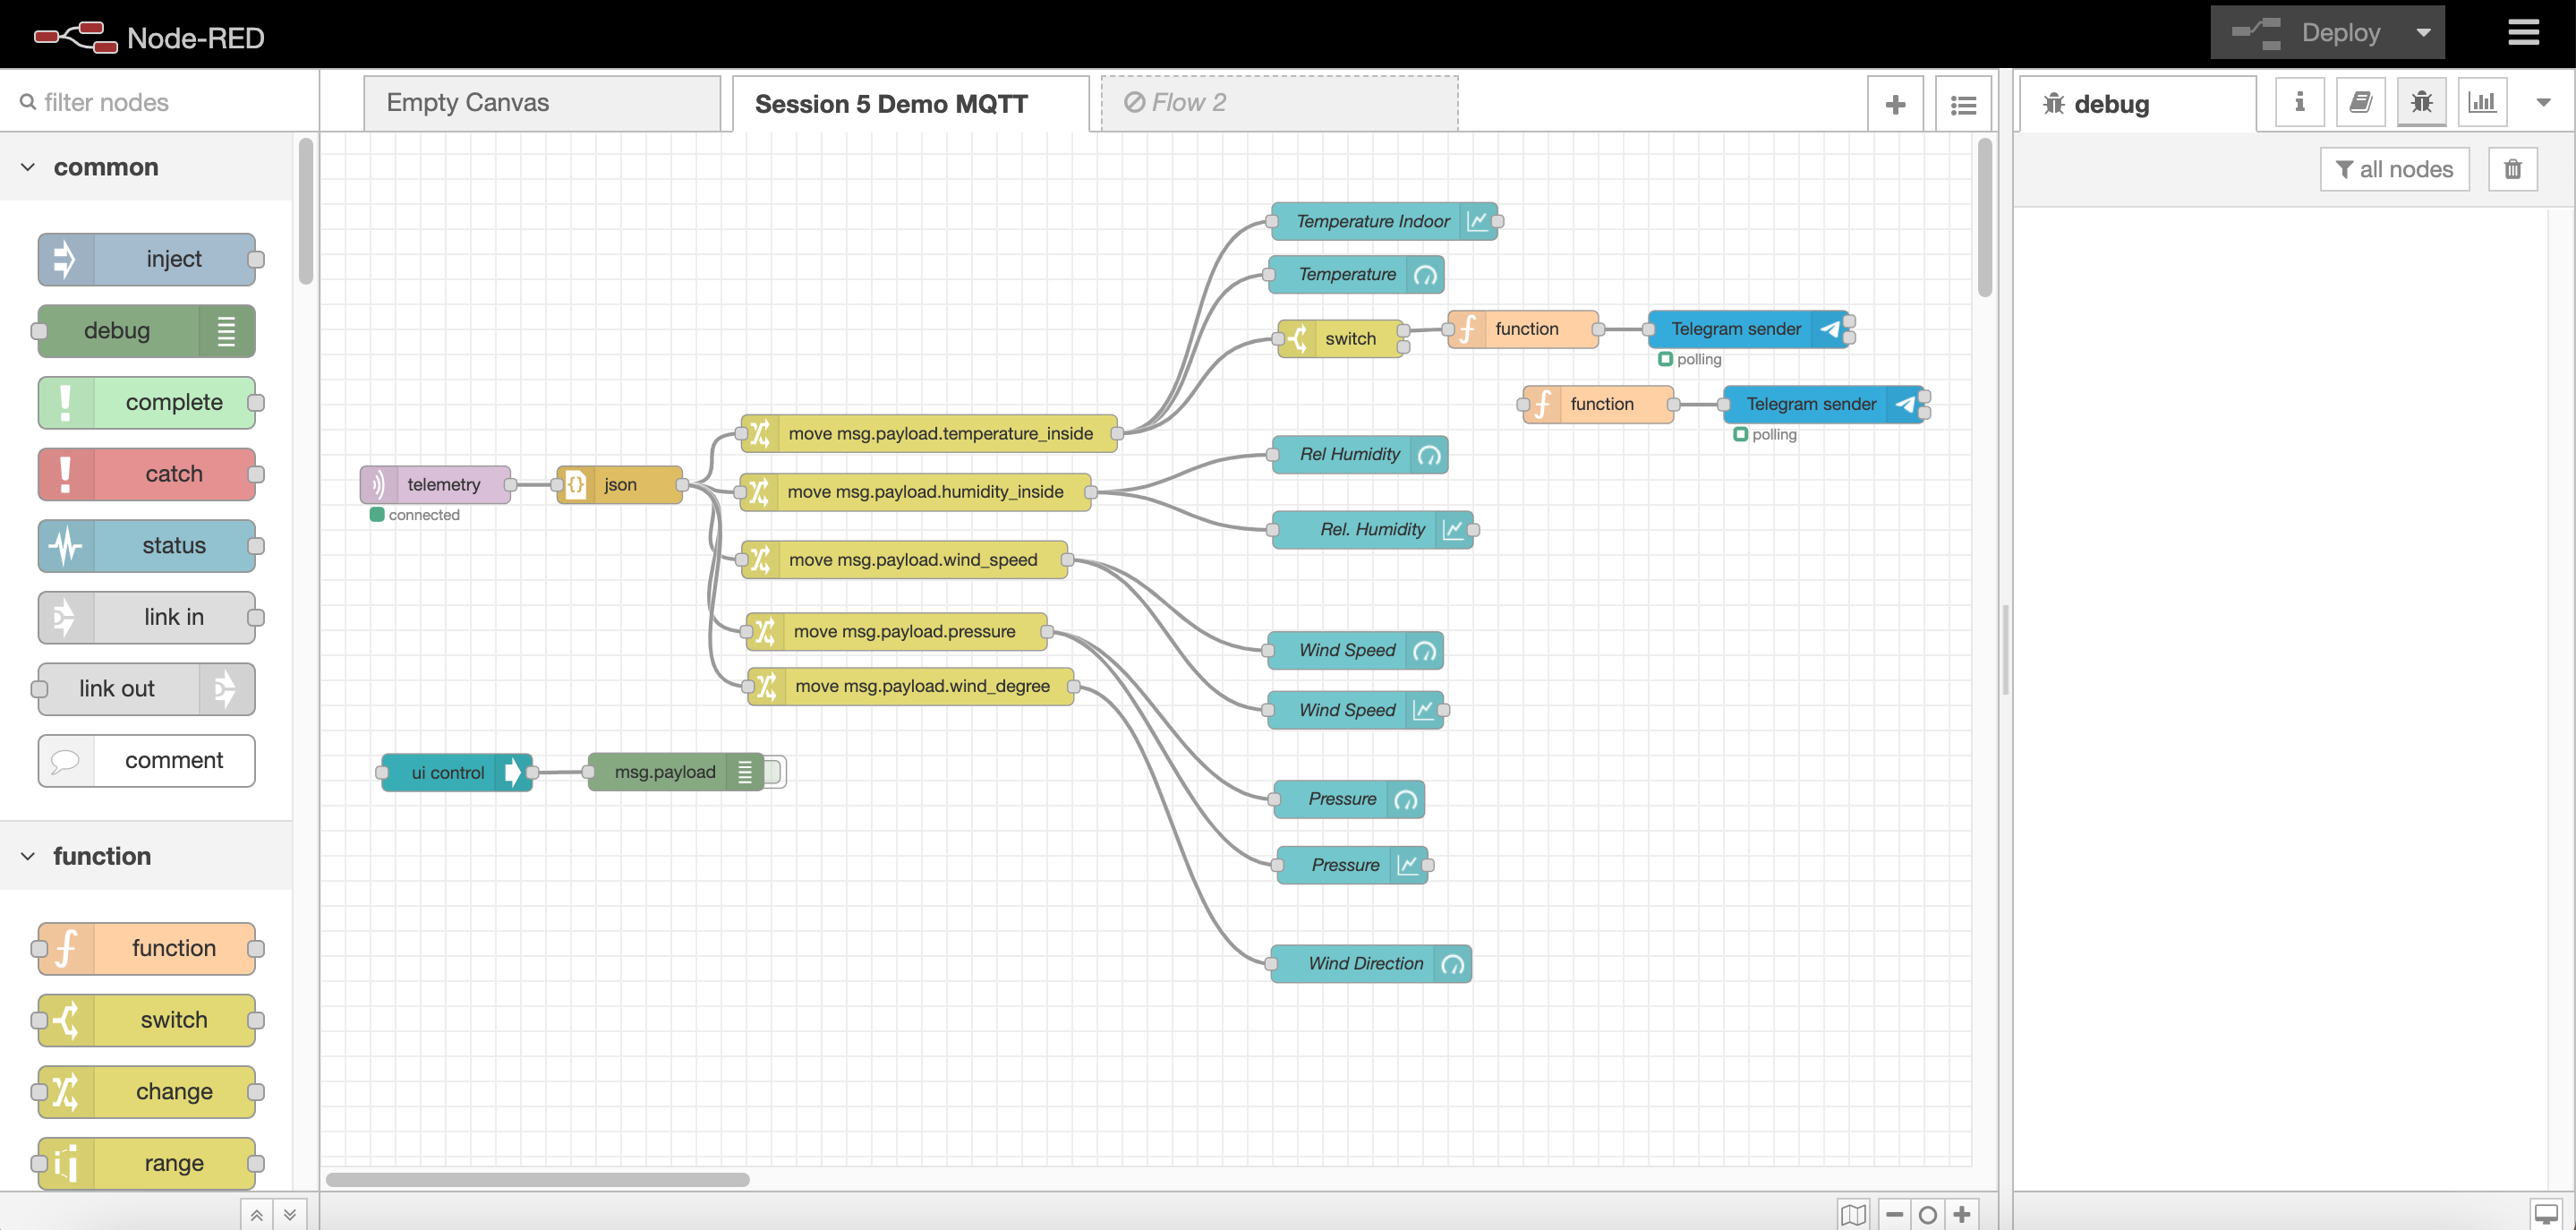 Node-RED
Deploy
filter nodes
Empty Canvas
Session 5 Demo MQTT
Flow 2
debug
all nodes
common
inject
debug
complete
catch
status
link in
link out
comment
function
function
switch
change
range
Temperature Indoor
Temperature
switch
function
Telegram sender
polling
function
Telegram sender
polling
move msg.payload.temperature_inside
Rel Humidity
telemetry
connected
json
move msg.payload.humidity_inside
Rel. Humidity
move msg.payload.wind_speed
move msg.payload.pressure
Wind Speed
move msg.payload.wind_degree
Wind Speed
ui control
msg.payload
Pressure
Pressure
Wind Direction